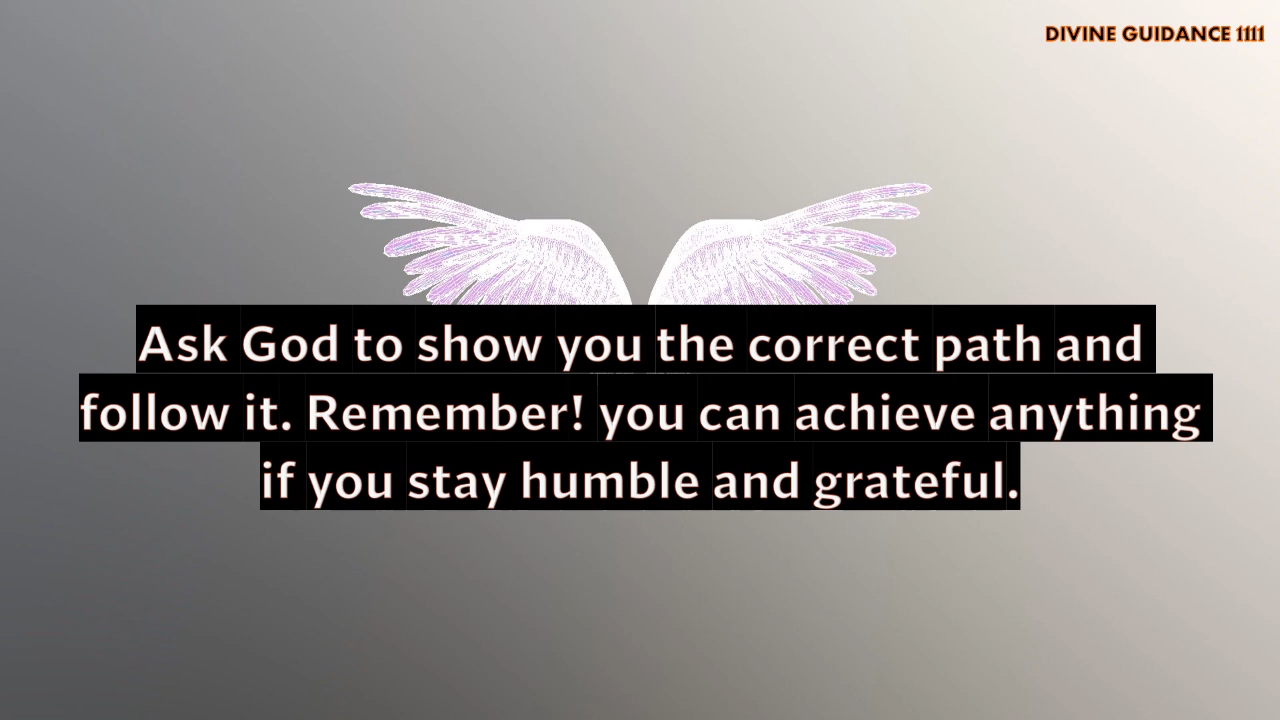 DIVINE GUIDANCE 1111
Ask God to show you the correct path and
follow it. Remember! you can achieve anything
if you stay humble and grateful.